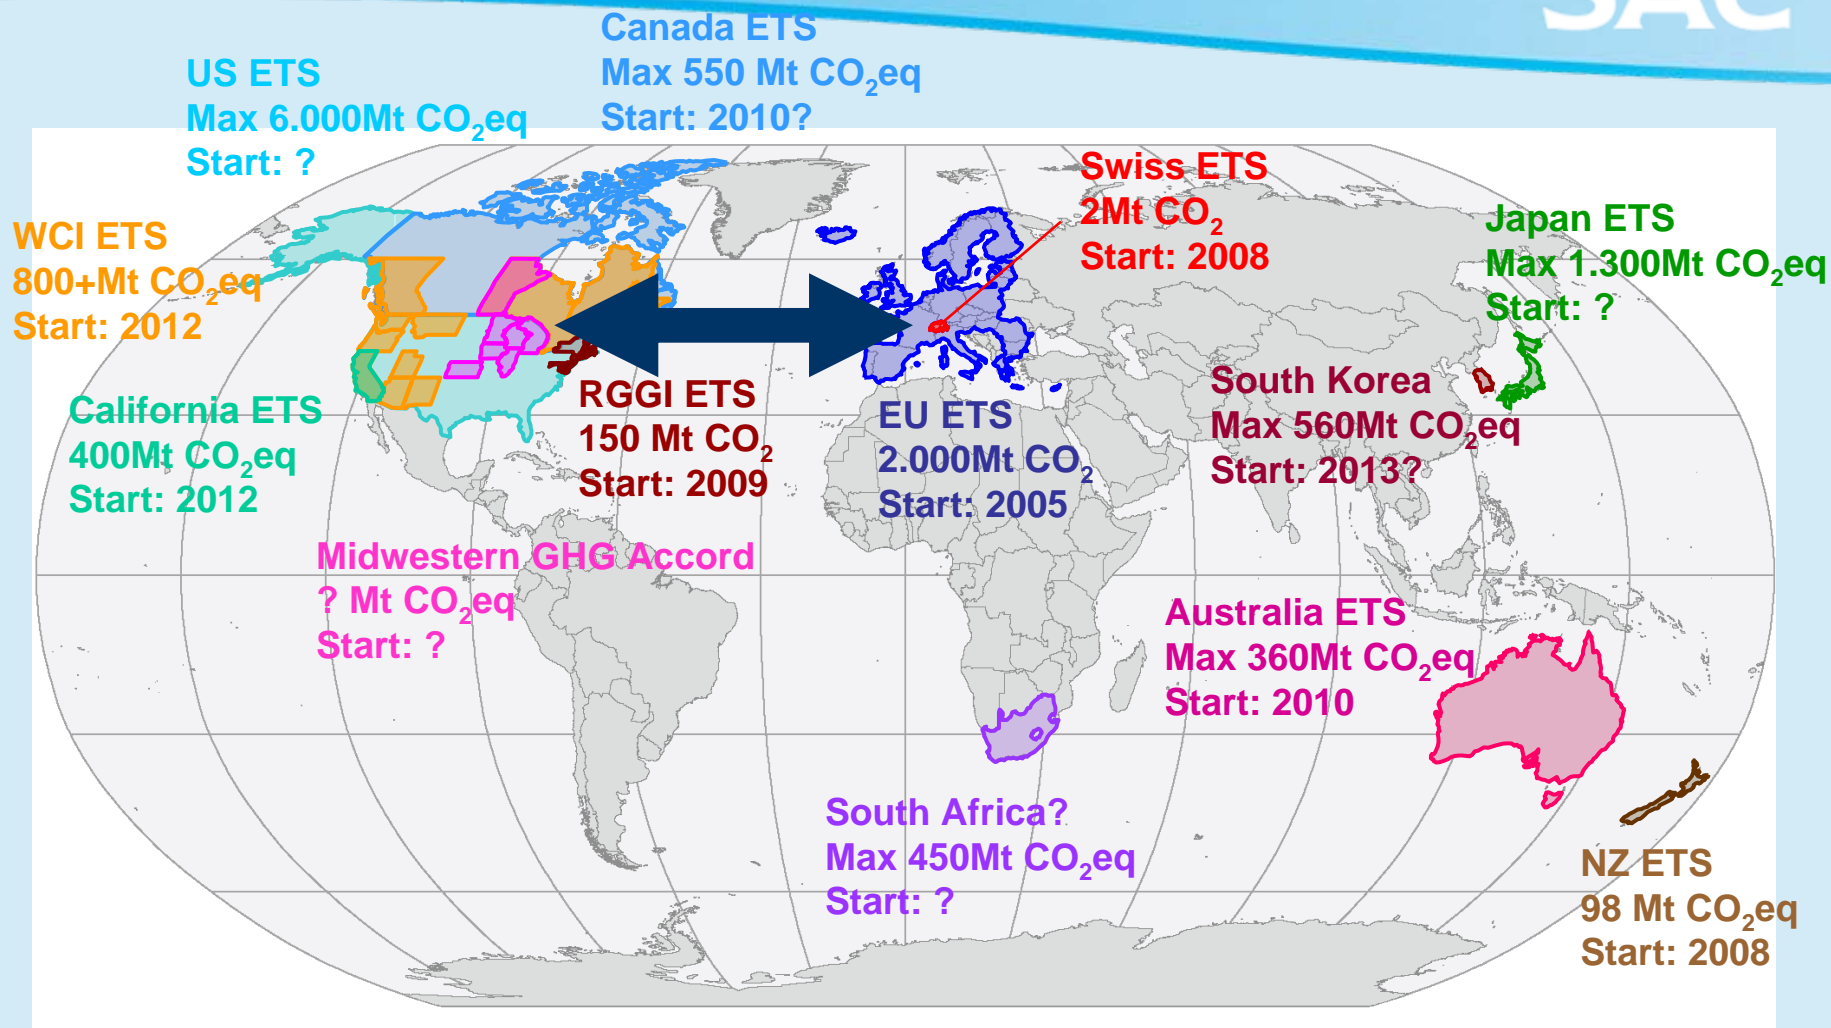 SAC
Canada ETS
Max 550 Mt CO₂eq
Start: 2010?
US ETS
Max 6.000Mt CO₂eq
Start: ?
Swiss ETS
2Mt CO₂
Start: 2008
Japan ETS
Max 1.300Mt CO₂eq
Start: ?
WCI ETS
800+Mt CO₂eq
Start: 2012
South Korea
Max 560Mt CO₂eq
Start: 2013?
California ETS
400Mt CO₂eq
Start: 2012
RGGI ETS
150 Mt CO₂
Start: 2009
EU ETS
2.000Mt CO₂
Start: 2005
Midwestern GHG Accord
? Mt CO₂eq
Start: ?
Australia ETS
Max 360Mt CO₂eq
Start: 2010
South Africa?
Max 450Mt CO₂eq
Start: ?
NZ ETS
98 Mt CO₂eq
Start: 2008